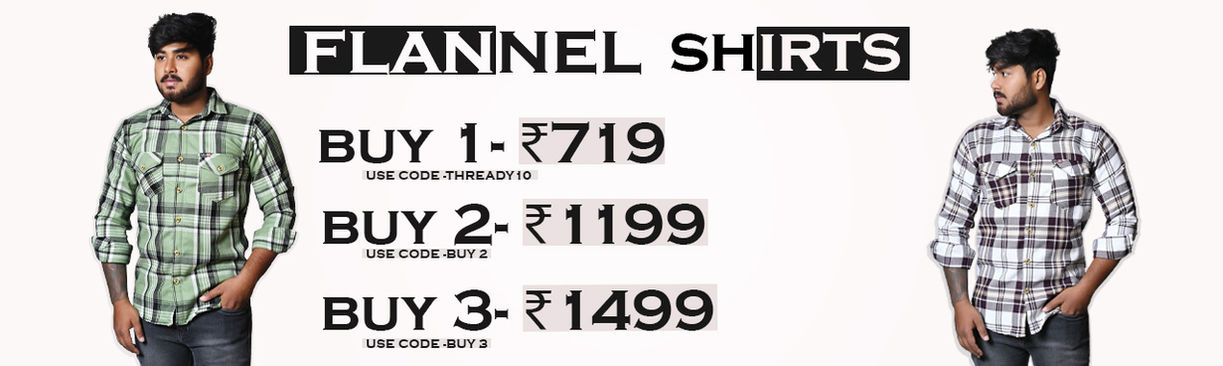 FLANNEL SHIRTS
BUY 1- ₹719
USE CODE -THREADY10
BUY 2- ₹1199
USE CODE -BUY 2
BUY 3- ₹1499
USE CODE -BUY 3